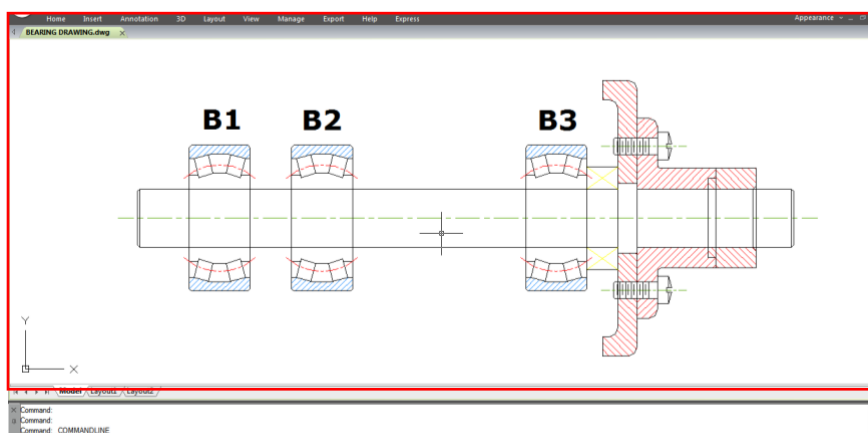 Home Insert Annotation 3D Layout View Manage Export Help Express Appearance
BEARING DRAWING.dwg
B1 B2 B3
Y
X
Model Layout1 Layout2
Command:
Command:
Command: COMMANDLINE